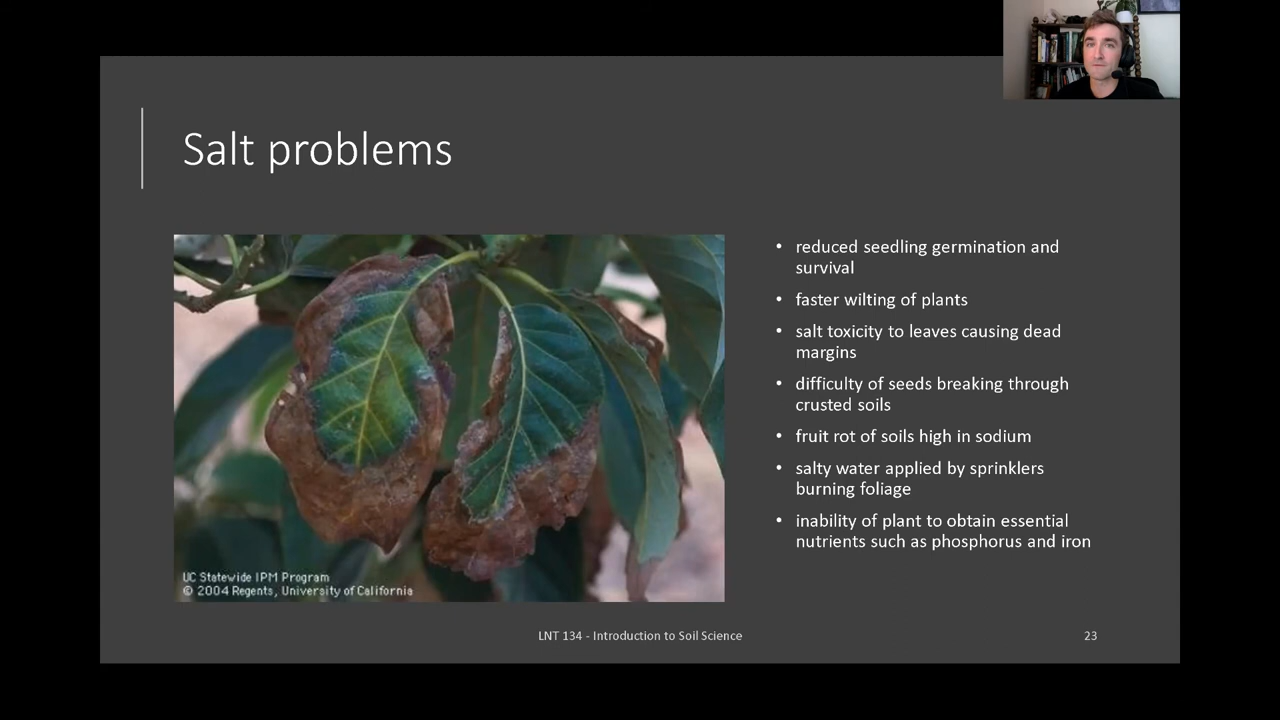 Salt problems
• reduced seedling germination and
survival
• faster wilting of plants
• salt toxicity to leaves causing dead
margins
• difficulty of seeds breaking through
crusted soils
• fruit rot of soils high in sodium
• salty water applied by sprinklers
burning foliage
• inability of plant to obtain essential
nutrients such as phosphorus and iron
UC Statewide IPM Program
© 2004 Regents, University of California
LNT 134 - Introduction to Soil Science
23